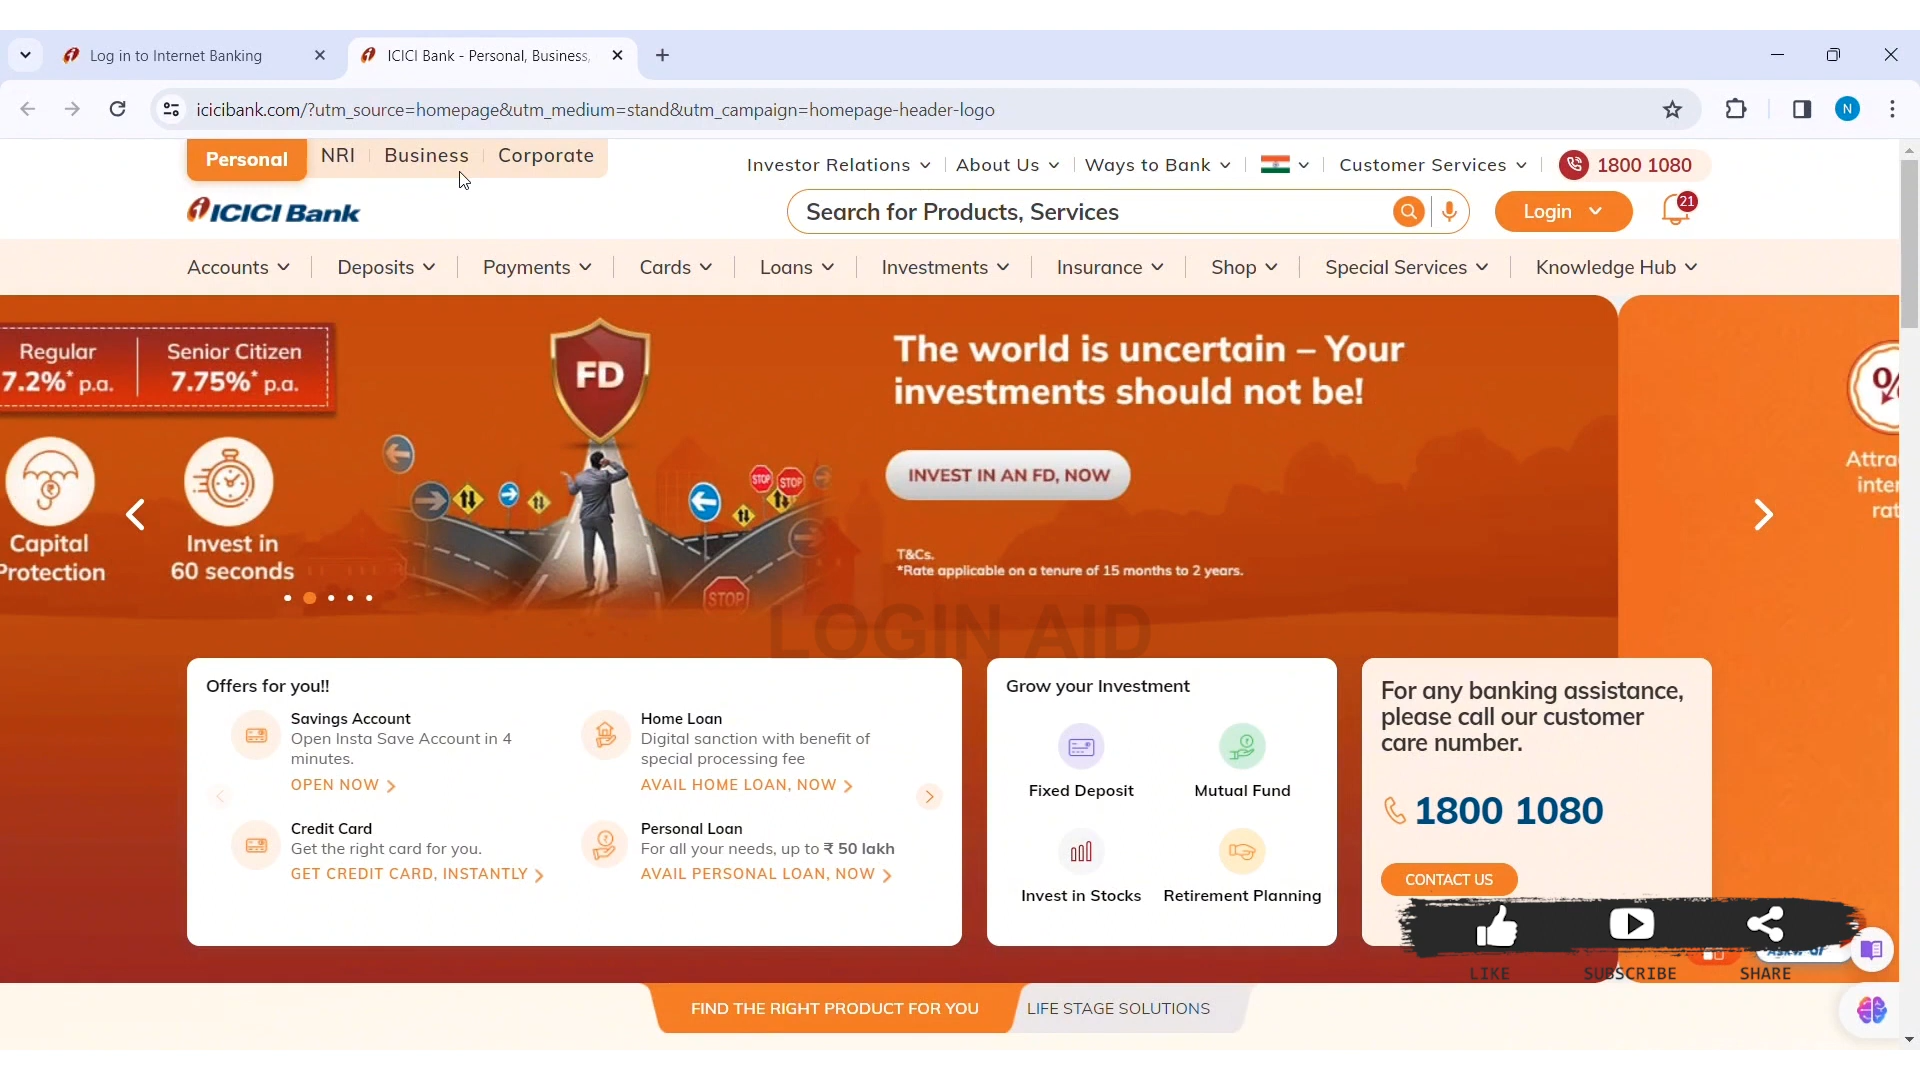 Log in to Internet Banking
ICICI Bank - Personal, Business,
icicibank.com/?utm_source=homepage&utm_medium=stand&utm_campaign=homepage-header-logo
N
Personal
NRI
Business
Corporate
Investor Relations
About Us
Ways to Bank
Customer Services
1800 1080
ICICI Bank
Search for Products, Services
Login
21
Accounts
Deposits
Payments
Cards
Loans
Investments
Insurance
Shop
Special Services
Knowledge Hub
Regular
7.2%* p.a.
Senior Citizen
7.75%* p.a.
FD
The world is uncertain – Your
investments should not be!
INVEST IN AN FD, NOW
STOP
STOP
STOP
T&Cs.
*Rate applicable on a tenure of 15 months to 2 years.
Capital
Protection
Invest in
60 seconds
LOGIN AID
Offers for you!!
Savings Account
Open Insta Save Account in 4
minutes.
OPEN NOW
Home Loan
Digital sanction with benefit of
special processing fee
AVAIL HOME LOAN, NOW
Credit Card
Get the right card for you.
GET CREDIT CARD, INSTANTLY
Personal Loan
For all your needs, up to ₹ 50 lakh
AVAIL PERSONAL LOAN, NOW
Grow your Investment
Fixed Deposit
Mutual Fund
Invest in Stocks
Retirement Planning
For any banking assistance,
please call our customer
care number.
1800 1080
CONTACT US
LIKE
SUBSCRIBE
SHARE
FIND THE RIGHT PRODUCT FOR YOU
LIFE STAGE SOLUTIONS